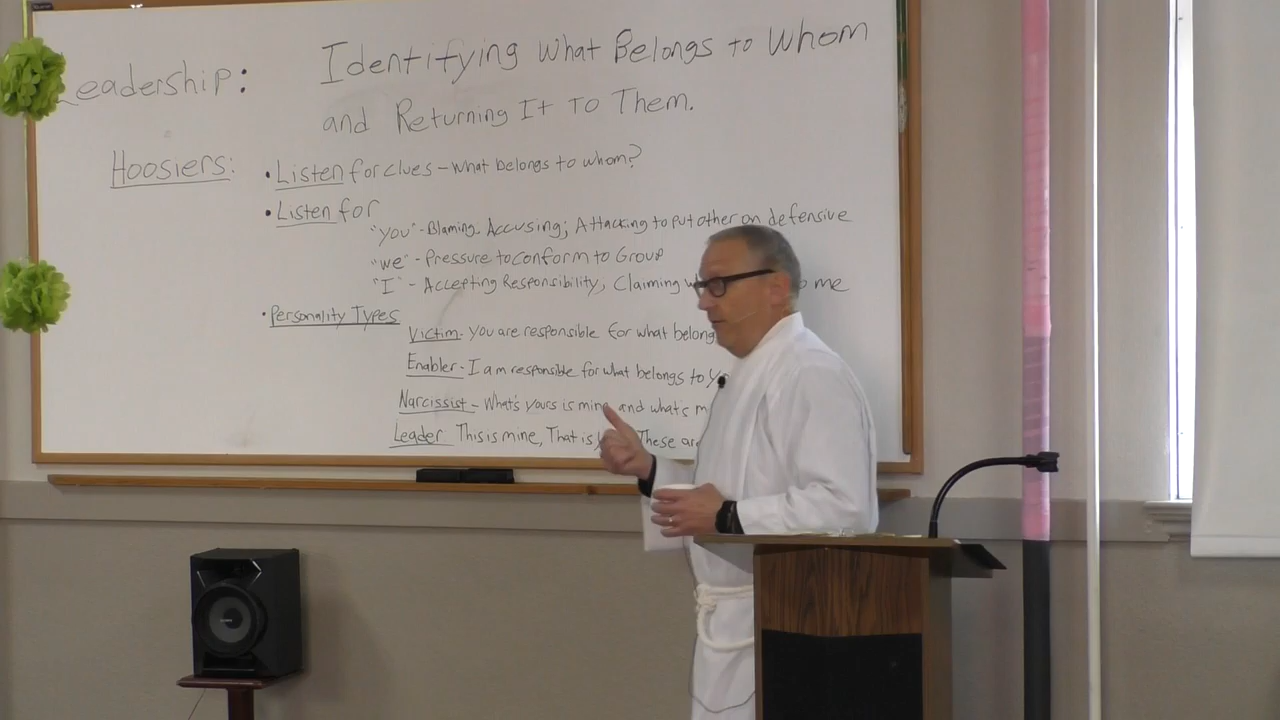 Leadership: Identifying What Belongs to Whom
and Returning It To Them.
Hoosiers: • Listen for clues – what belongs to whom?
• Listen for
"you" - Blaming. Accusing; Attacking to put other on defensive
"we" - Pressure to Conform to Group
"I" - Accepting Responsibility, Claiming me
• Personality Types
Victim - You are responsible for what
Enabler - I am responsible for what belongs to
Narcissist – What's yours is mine and what's
Leader This is mine, That is These